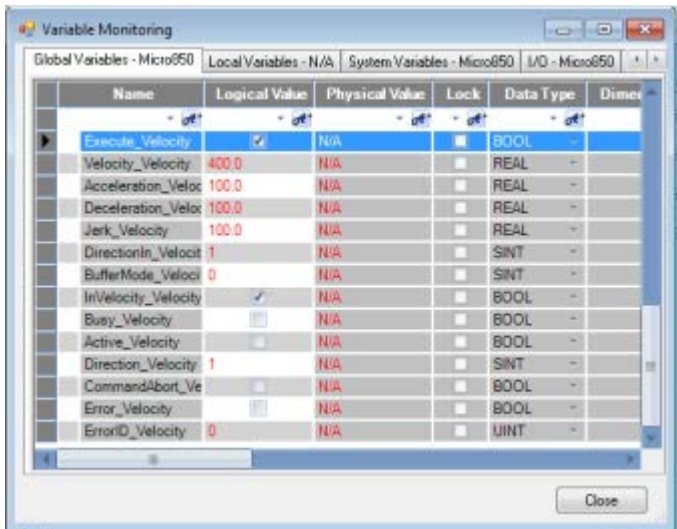 Variable Monitoring
Global Variables - Micro850 Local Variables - N/A System Variables - Micro850 I/O - Micro850
Name Logical Value Physical Value Lock Data Type Dimen
Execute_Velocity N/A BOOL
Velocity_Velocity 400.0 N/A REAL
Acceleration_Veloc 100.0 N/A REAL
Deceleration_Veloc 100.0 N/A REAL
Jerk_Velocity 100.0 N/A REAL
DirectionIn_Velocit 1 N/A SINT
BufferMode_Veloci 0 N/A SINT
InVelocity_Velocity N/A BOOL
Busy_Velocity N/A BOOL
Active_Velocity N/A BOOL
Direction_Velocity 1 N/A SINT
CommandAbort_Ve N/A BOOL
Error_Velocity N/A BOOL
ErrorID_Velocity 0 N/A UINT
Close